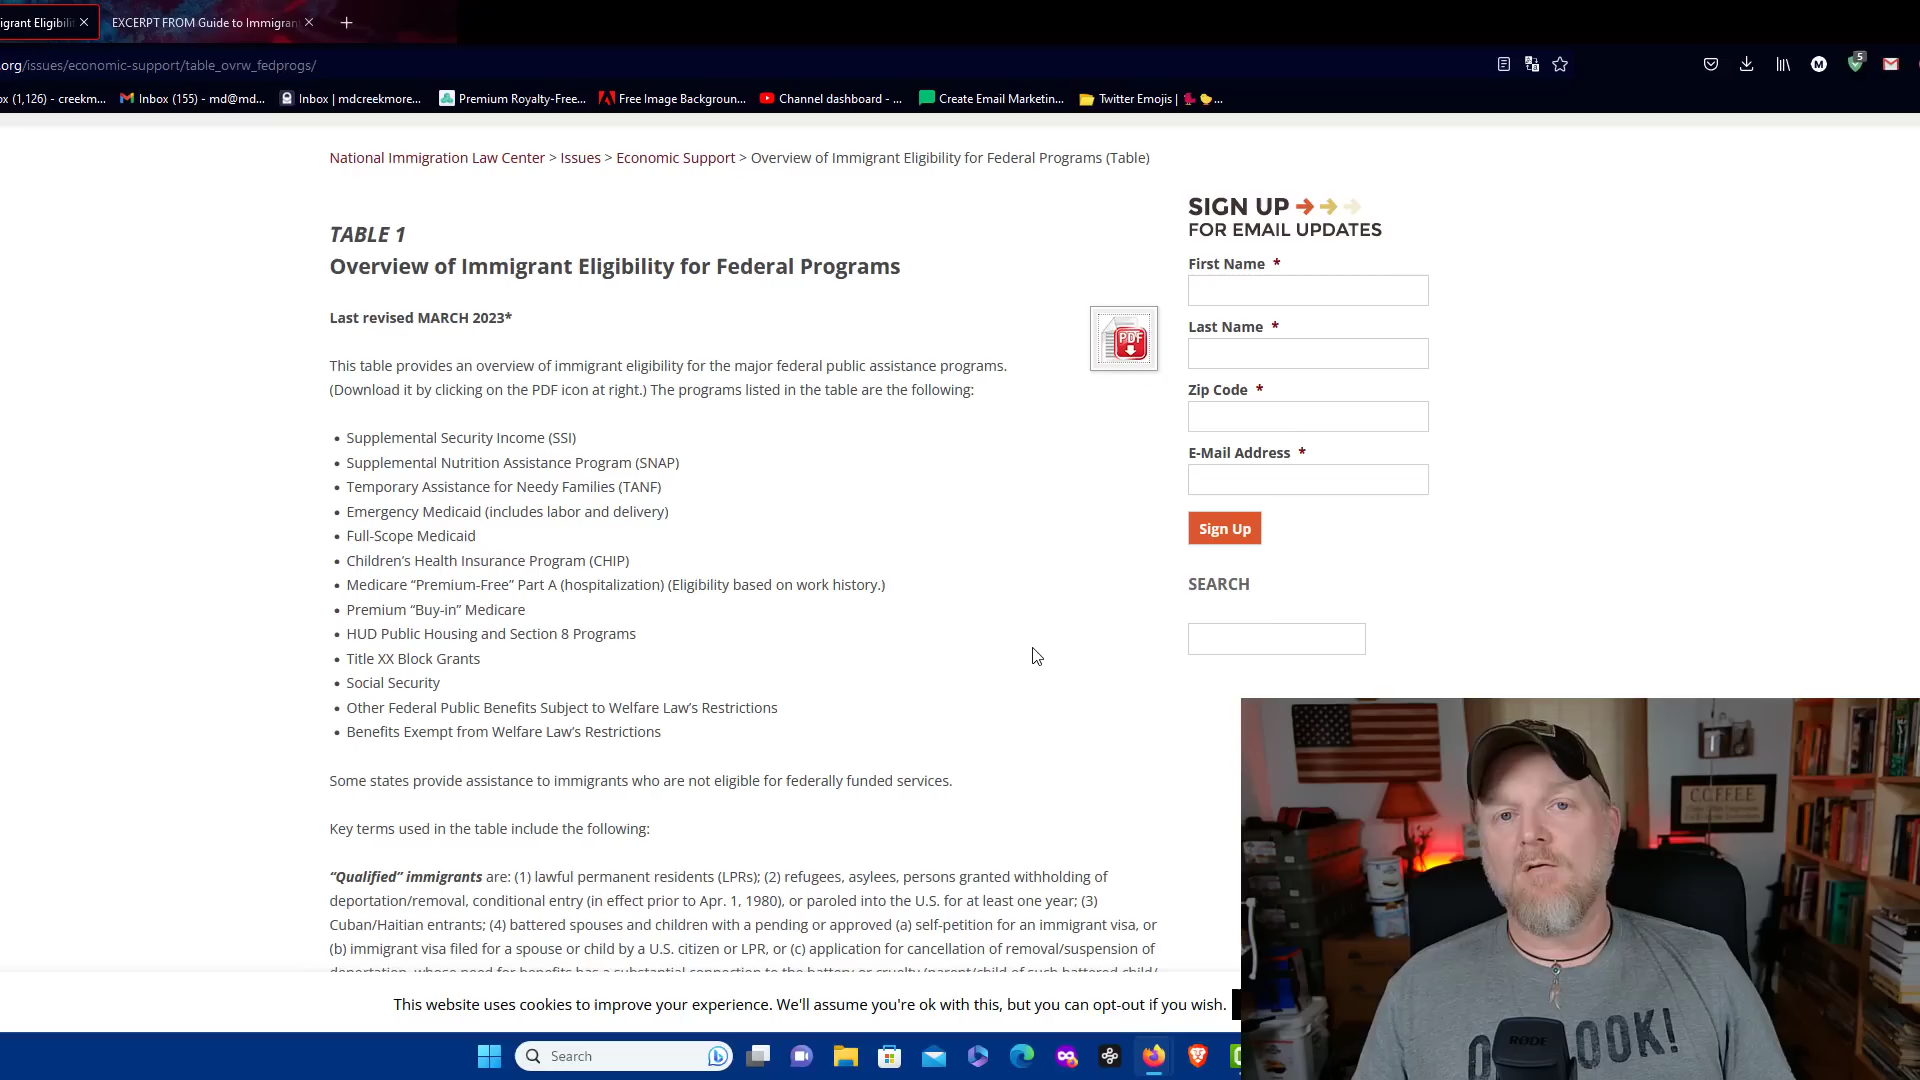 igrant Eligibili
EXCERPT FROM Guide to Immigran
org/issues/economic-support/table_ovrw_fedprogs/
M
5
ox (1,126) - creekm...
Inbox (155) - md@md...
Inbox | mdcreekmore...
Premium Royalty-Free...
Free Image Backgroun...
Channel dashboard - ...
Create Email Marketin...
Twitter Emojis | 🐓🐤...
National Immigration Law Center > Issues > Economic Support > Overview of Immigrant Eligibility for Federal Programs (Table)
TABLE 1
Overview of Immigrant Eligibility for Federal Programs
Last revised MARCH 2023*
PDF
This table provides an overview of immigrant eligibility for the major federal public assistance programs.
(Download it by clicking on the PDF icon at right.) The programs listed in the table are the following:
• Supplemental Security Income (SSI)
• Supplemental Nutrition Assistance Program (SNAP)
• Temporary Assistance for Needy Families (TANF)
• Emergency Medicaid (includes labor and delivery)
• Full-Scope Medicaid
• Children’s Health Insurance Program (CHIP)
• Medicare “Premium-Free” Part A (hospitalization) (Eligibility based on work history.)
• Premium “Buy-in” Medicare
• HUD Public Housing and Section 8 Programs
• Title XX Block Grants
• Social Security
• Other Federal Public Benefits Subject to Welfare Law’s Restrictions
• Benefits Exempt from Welfare Law’s Restrictions
Some states provide assistance to immigrants who are not eligible for federally funded services.
Key terms used in the table include the following:
“Qualified” immigrants are: (1) lawful permanent residents (LPRs); (2) refugees, asylees, persons granted withholding of
deportation/removal, conditional entry (in effect prior to Apr. 1, 1980), or paroled into the U.S. for at least one year; (3)
Cuban/Haitian entrants; (4) battered spouses and children with a pending or approved (a) self-petition for an immigrant visa, or
(b) immigrant visa filed for a spouse or child by a U.S. citizen or LPR, or (c) application for cancellation of removal/suspension of
deportation, whose need for benefits has a substantial connection to the battery or cruelty (parent/child of such battered child/
SIGN UP
FOR EMAIL UPDATES
First Name *
Last Name *
Zip Code *
E-Mail Address *
Sign Up
SEARCH
This website uses cookies to improve your experience. We'll assume you're ok with this, but you can opt-out if you wish.
Search
C.C.F.F.E.E.
RODE
OOK!